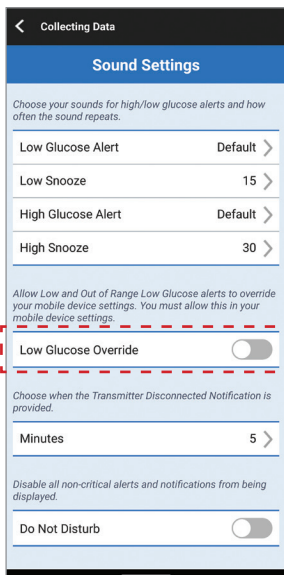 Collecting Data
Sound Settings
Choose your sounds for high/low glucose alerts and how
often the sound repeats.
Low Glucose Alert Default
Low Snooze 15
High Glucose Alert Default
High Snooze 30
Allow Low and Out of Range Low Glucose alerts to override
your mobile device settings. You must allow this in your
mobile device settings.
Low Glucose Override
Choose when the Transmitter Disconnected Notification is
provided.
Minutes 5
Disable all non-critical alerts and notifications from being
displayed.
Do Not Disturb